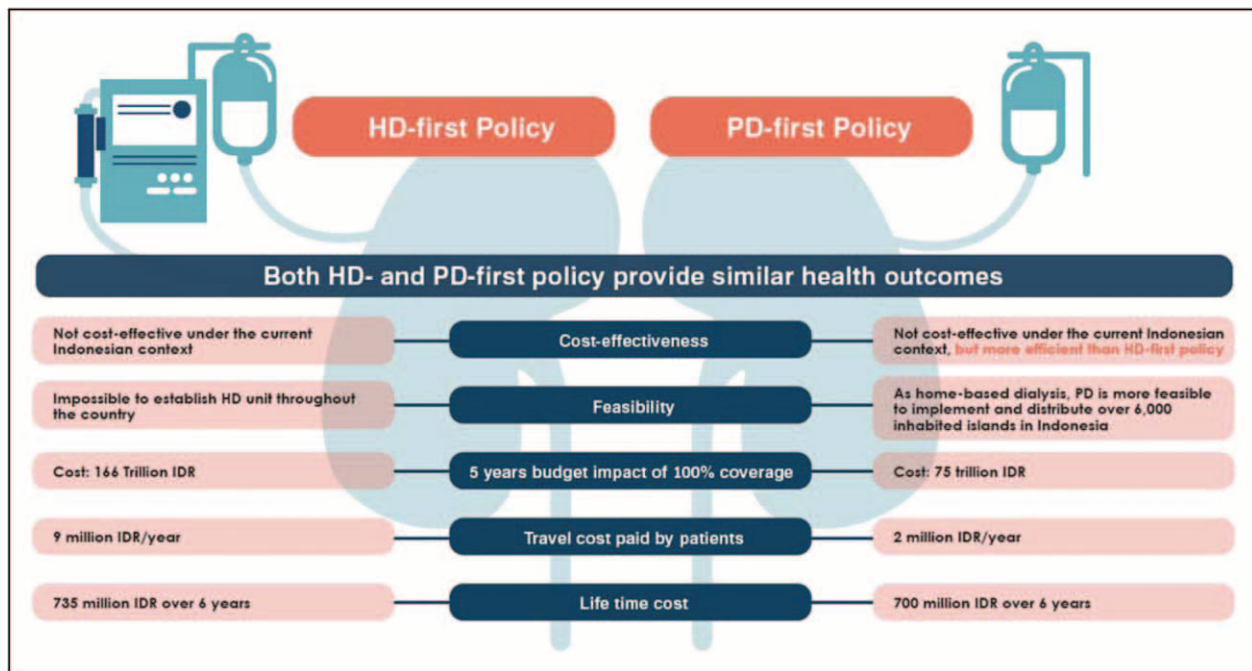 HD-first Policy
PD-first Policy
Both HD- and PD-first policy provide similar health outcomes
Not cost-effective under the current
Indonesian context
Cost-effectiveness
Not cost-effective under the current Indonesian
context, but more efficient than HD-first policy
Impossible to establish HD unit throughout
the country
Feasibility
As home-based dialysis, PD is more feasible
to implement and distribute over 6,000
inhabited islands in Indonesia
Cost: 166 Trillion IDR
5 years budget impact of 100% coverage
Cost: 75 trillion IDR
9 million IDR/year
Travel cost paid by patients
2 million IDR/year
735 million IDR over 6 years
Life time cost
700 million IDR over 6 years